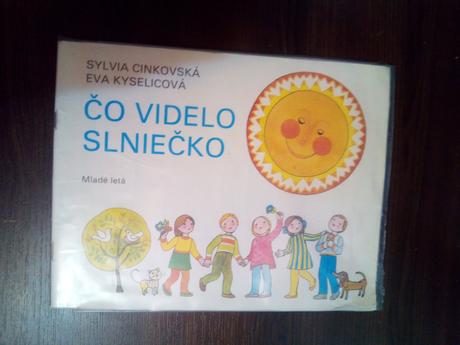 SYLVIA CINKOVSKÁ
EVA KYSELICOVÁ
ČO VIDELO
SLNIEČKO
Mladé letá